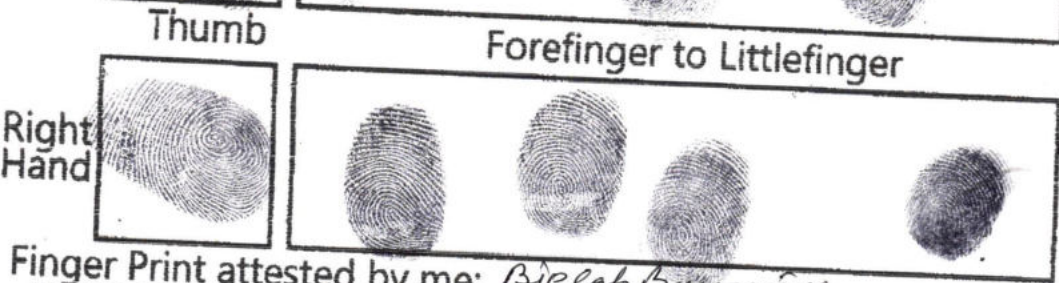 Thumb
Forefinger to Littlefinger
Right
Hand
Finger Print attested by me: